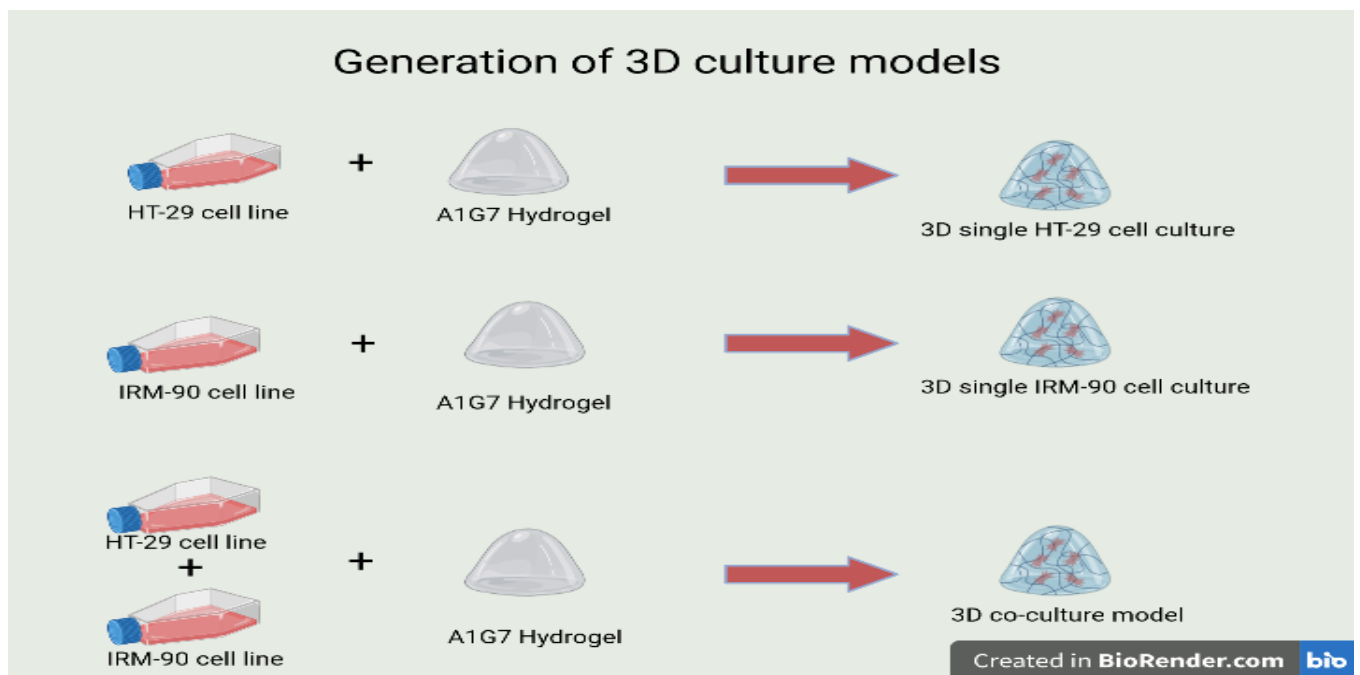 Generation of 3D culture models
+
HT-29 cell line
A1G7 Hydrogel
3D single HT-29 cell culture
+
IRM-90 cell line
A1G7 Hydrogel
3D single IRM-90 cell culture
HT-29 cell line
+
+
IRM-90 cell line
A1G7 Hydrogel
3D co-culture model
Created in BioRender.com bio